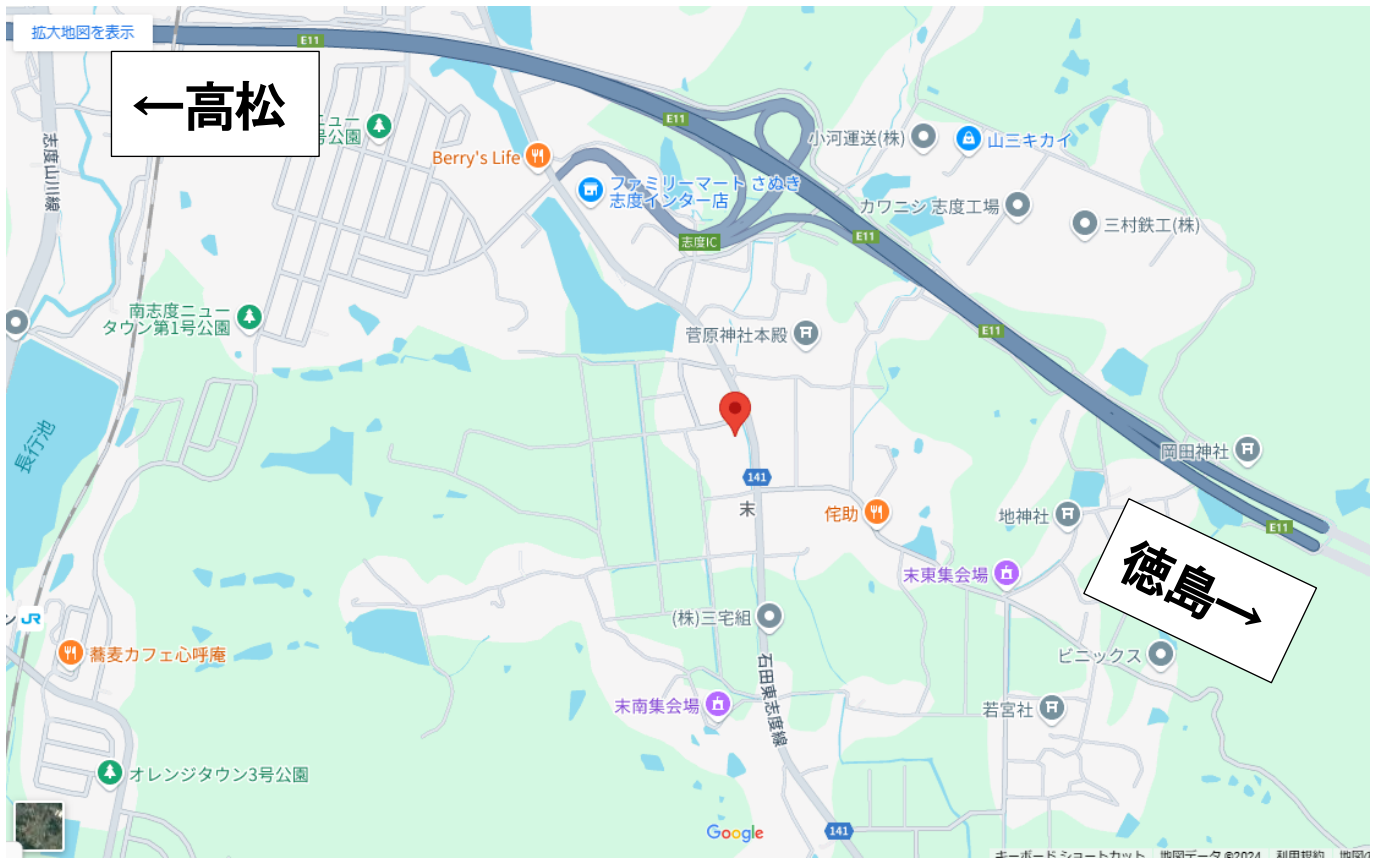 拡大地図を表示
E11
←高松
ニュー
号公園
E11
小河運送(株)
山三キカイ
志度山川線
Berry's Life
ファミリーマート さぬき
志度インター店
カワニシ 志度工場
三村鉄工(株)
志度IC
E11
南志度ニュー
タウン第1号公園
菅原神社本殿
E11
長行池
岡田神社
141
末
侘助
地神社
E11
徳島→
末東集会場
(株)三宅組
ン
JR
蕎麦カフェ心呼庵
ビニックス
石田東志度線
末南集会場
若宮社
オレンジタウン3号公園
Google
141
キーボード ショートカット
地図データ ©2024
利用規約